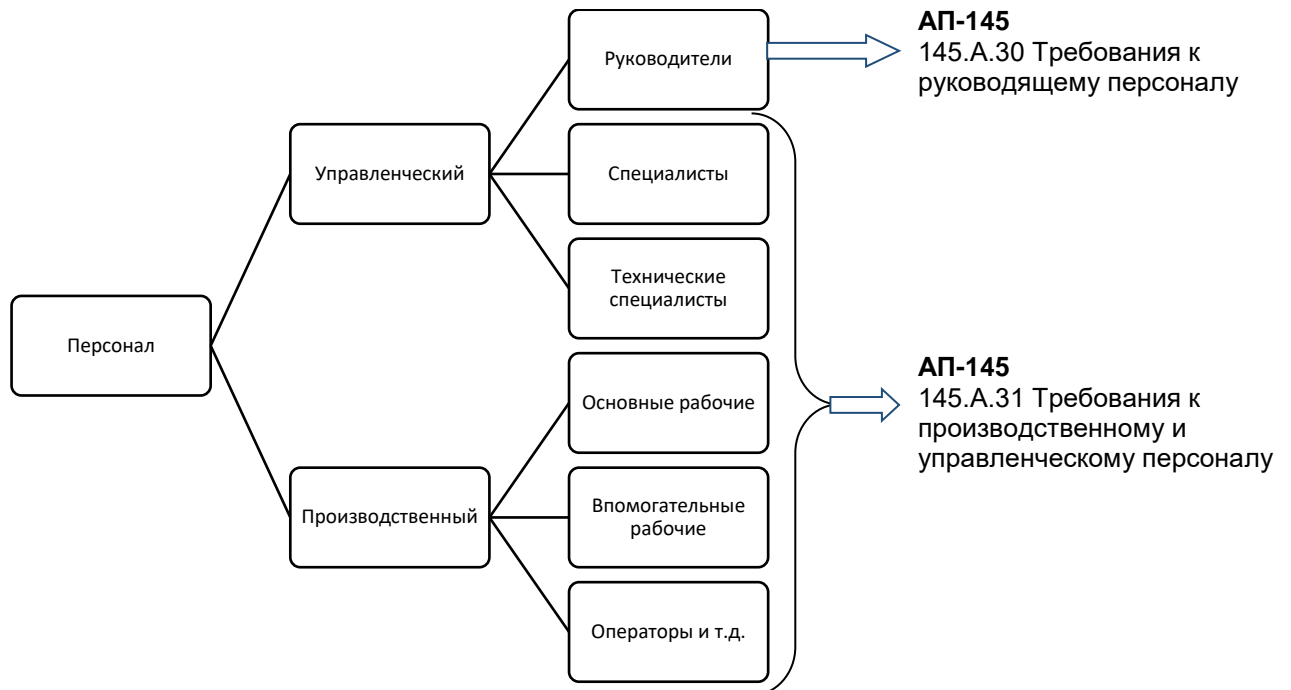 Руководители
АП-145
145.А.30 Требования к
руководящему персоналу
Управленческий
Специалисты
Технические
специалисты
Персонал
Основные рабочие
АП-145
145.А.31 Требования к
производственному и
управленческому персоналу
Производственный
Впомогательные
рабочие
Операторы и т.д.